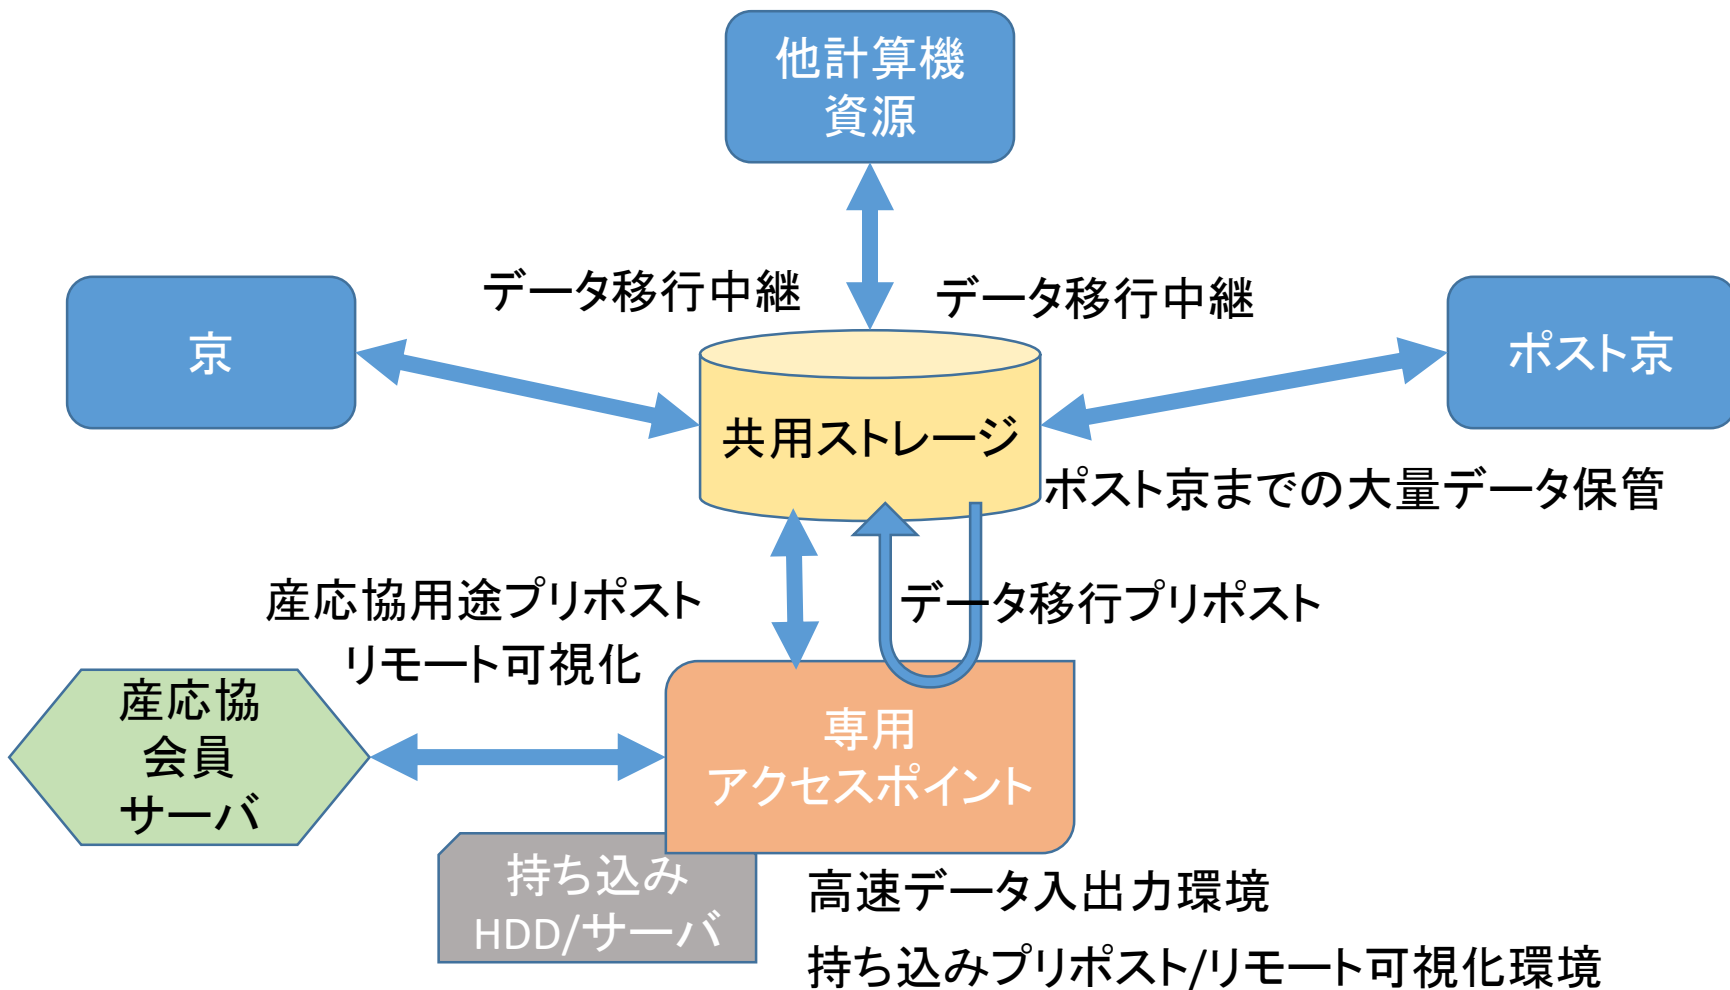 他計算機
資源
データ移行中継
データ移行中継
京
ポスト京
共用ストレージ
ポスト京までの大量データ保管
産応協用途プリポスト
リモート可視化
データ移行プリポスト
産応協
会員
サーバ
専用
アクセスポイント
持ち込み
HDD/サーバ
高速データ入出力環境
持ち込みプリポスト/リモート可視化環境